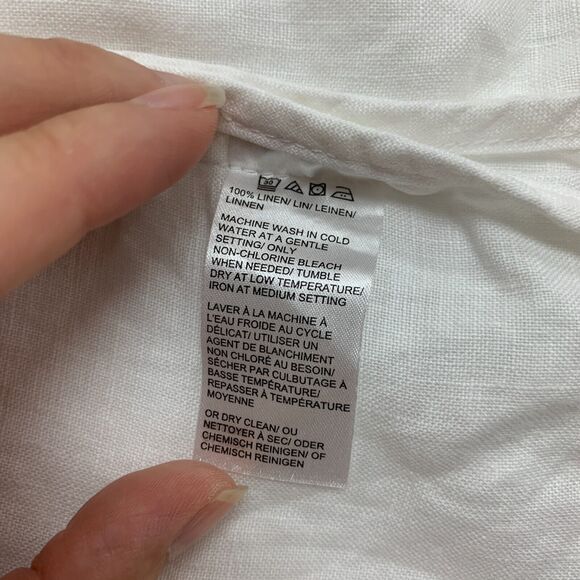 30
100% LINEN/ LIN/ LEINEN/
LINNEN
MACHINE WASH IN COLD
WATER AT A GENTLE
SETTING/ ONLY
NON-CHLORINE BLEACH
WHEN NEEDED/ TUMBLE
DRY AT LOW TEMPERATURE/
IRON AT MEDIUM SETTING
LAVER À LA MACHINE À
L'EAU FROIDE AU CYCLE
DÉLICAT/ UTILISER UN
AGENT DE BLANCHIMENT
NON CHLORÉ AU BESOIN/
SÉCHER PAR CULBUTAGE À
BASSE TEMPÉRATURE/
REPASSER À TEMPÉRATURE
MOYENNE
OR DRY CLEAN/ OU
NETTOYER À SEC/ ODER
CHEMISCH REINIGEN/ OF
CHEMISCH REINIGEN